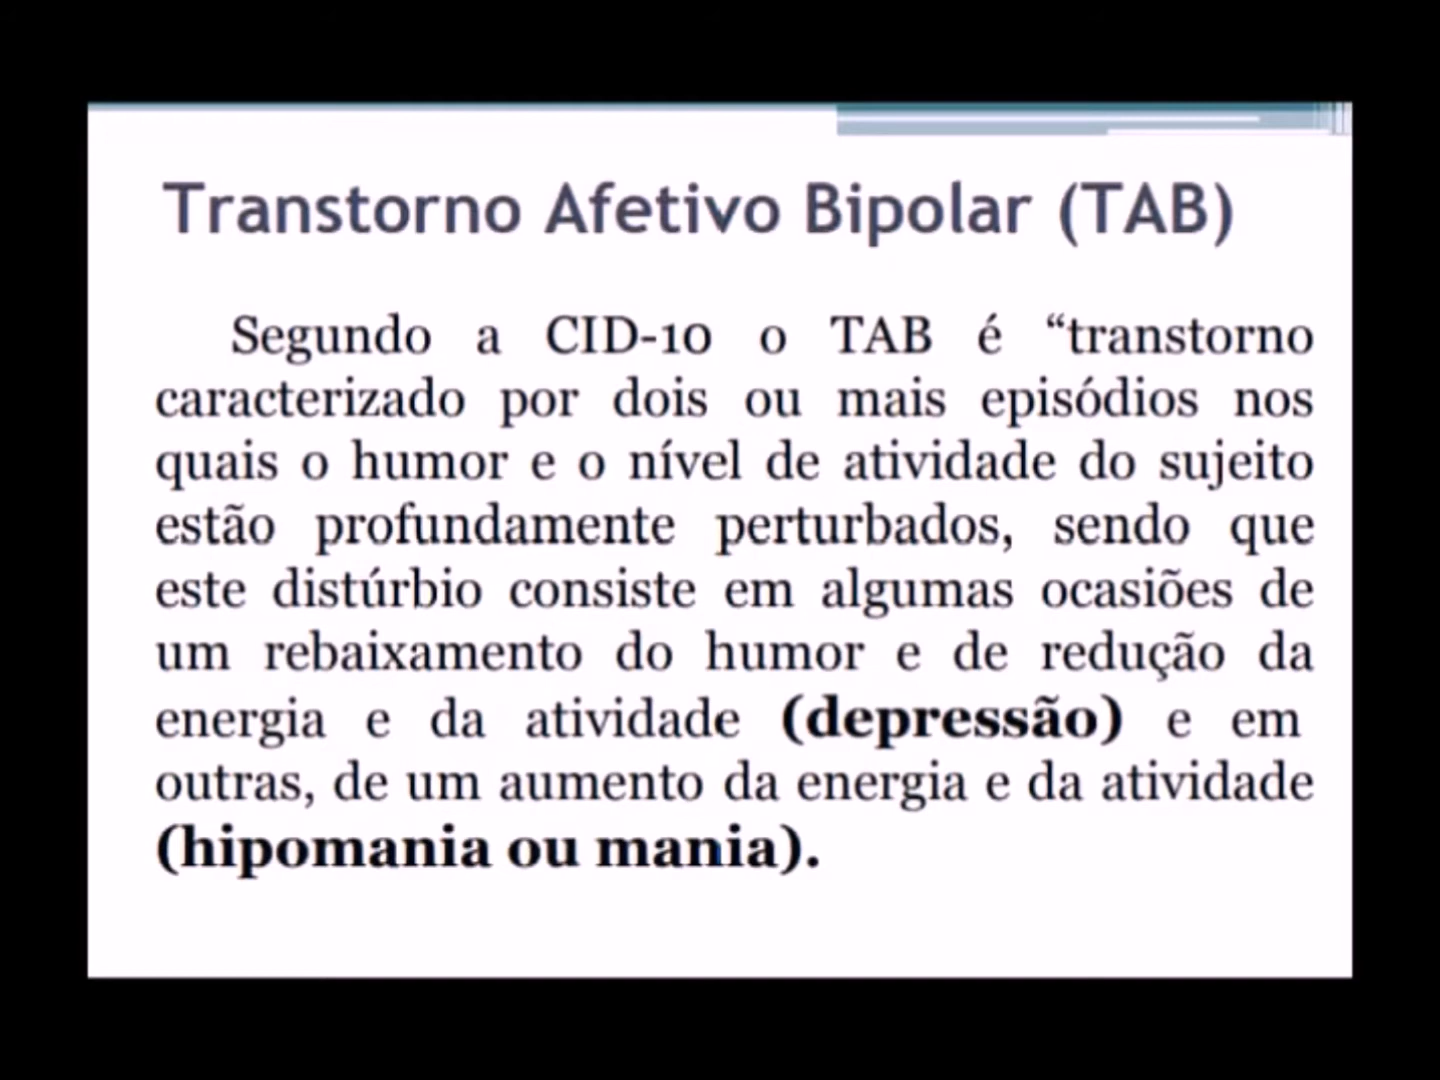 Transtorno Afetivo Bipolar (TAB)
Segundo a CID-10 o TAB é “transtorno
caracterizado por dois ou mais episódios nos
quais o humor e o nível de atividade do sujeito
estão profundamente perturbados, sendo que
este distúrbio consiste em algumas ocasiões de
um rebaixamento do humor e de redução da
energia e da atividade (depressão) e em
outras, de um aumento da energia e da atividade
(hipomania ou mania).